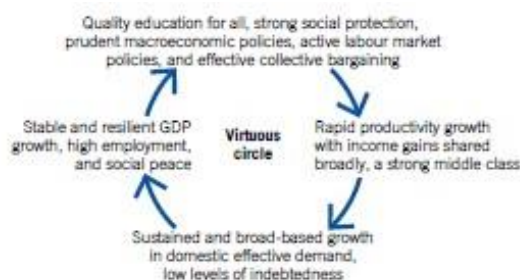 Quality education for all, strong social protection,
prudent macroeconomic policies, active labour market
policies, and effective collective bargaining
Stable and resilient GDP
growth, high employment,
and social peace
Virtuous
circle
Rapid productivity growth
with income gains shared
broadly, a strong middle class
Sustained and broad-based growth
in domestic effective demand,
low levels of indebtedness